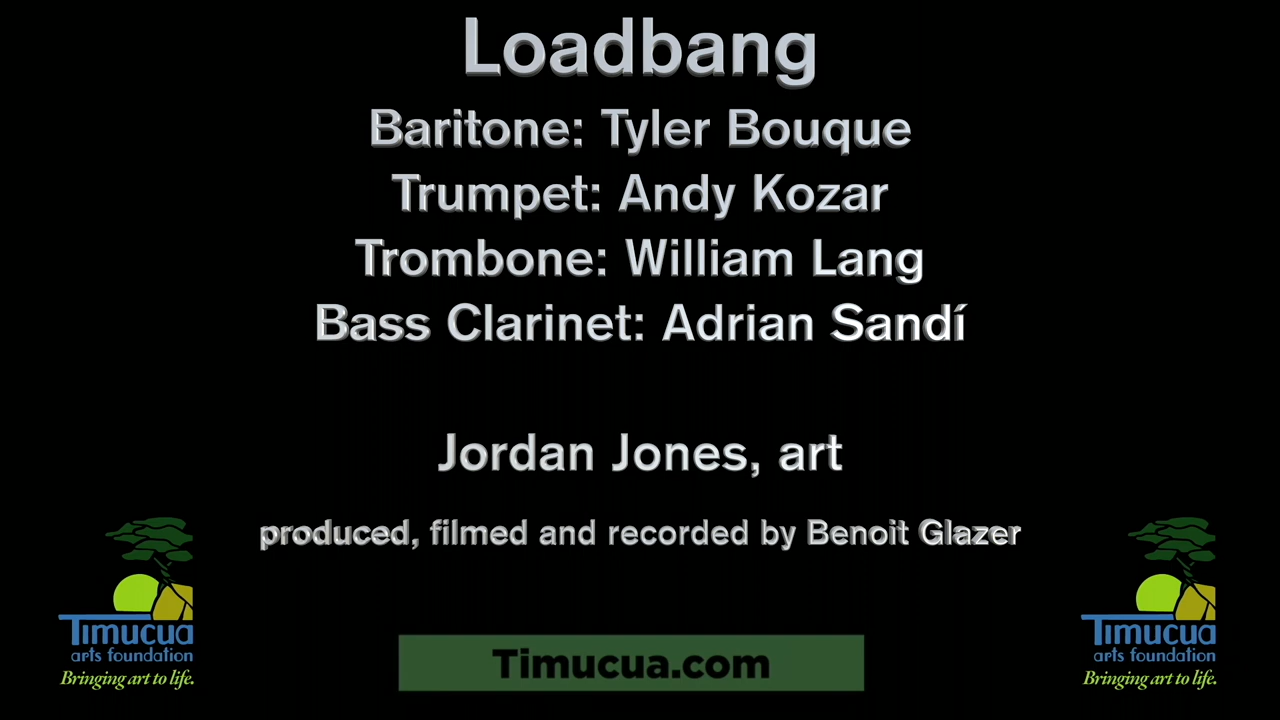 Loadbang
Baritone: Tyler Bouque
Trumpet: Andy Kozar
Trombone: William Lang
Bass Clarinet: Adrian Sandí
Jordan Jones, art
produced, filmed and recorded by Benoit Glazer
Timucua
arts foundation
Bringing art to life.
Timucua.com
Timucua
arts foundation
Bringing art to life.